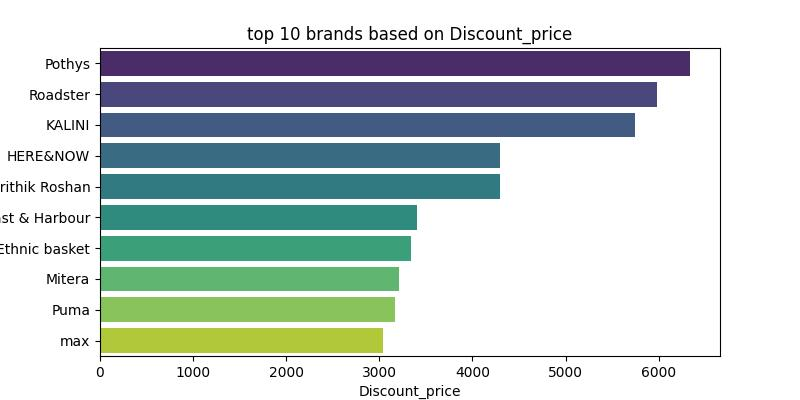 top 10 brands based on Discount_price
Pothys
Roadster
KALINI
HERE&NOW
rithik Roshan
st & Harbour
Ethnic basket
Mitera
Puma
max
0 1000 2000 3000 4000 5000 6000
Discount_price